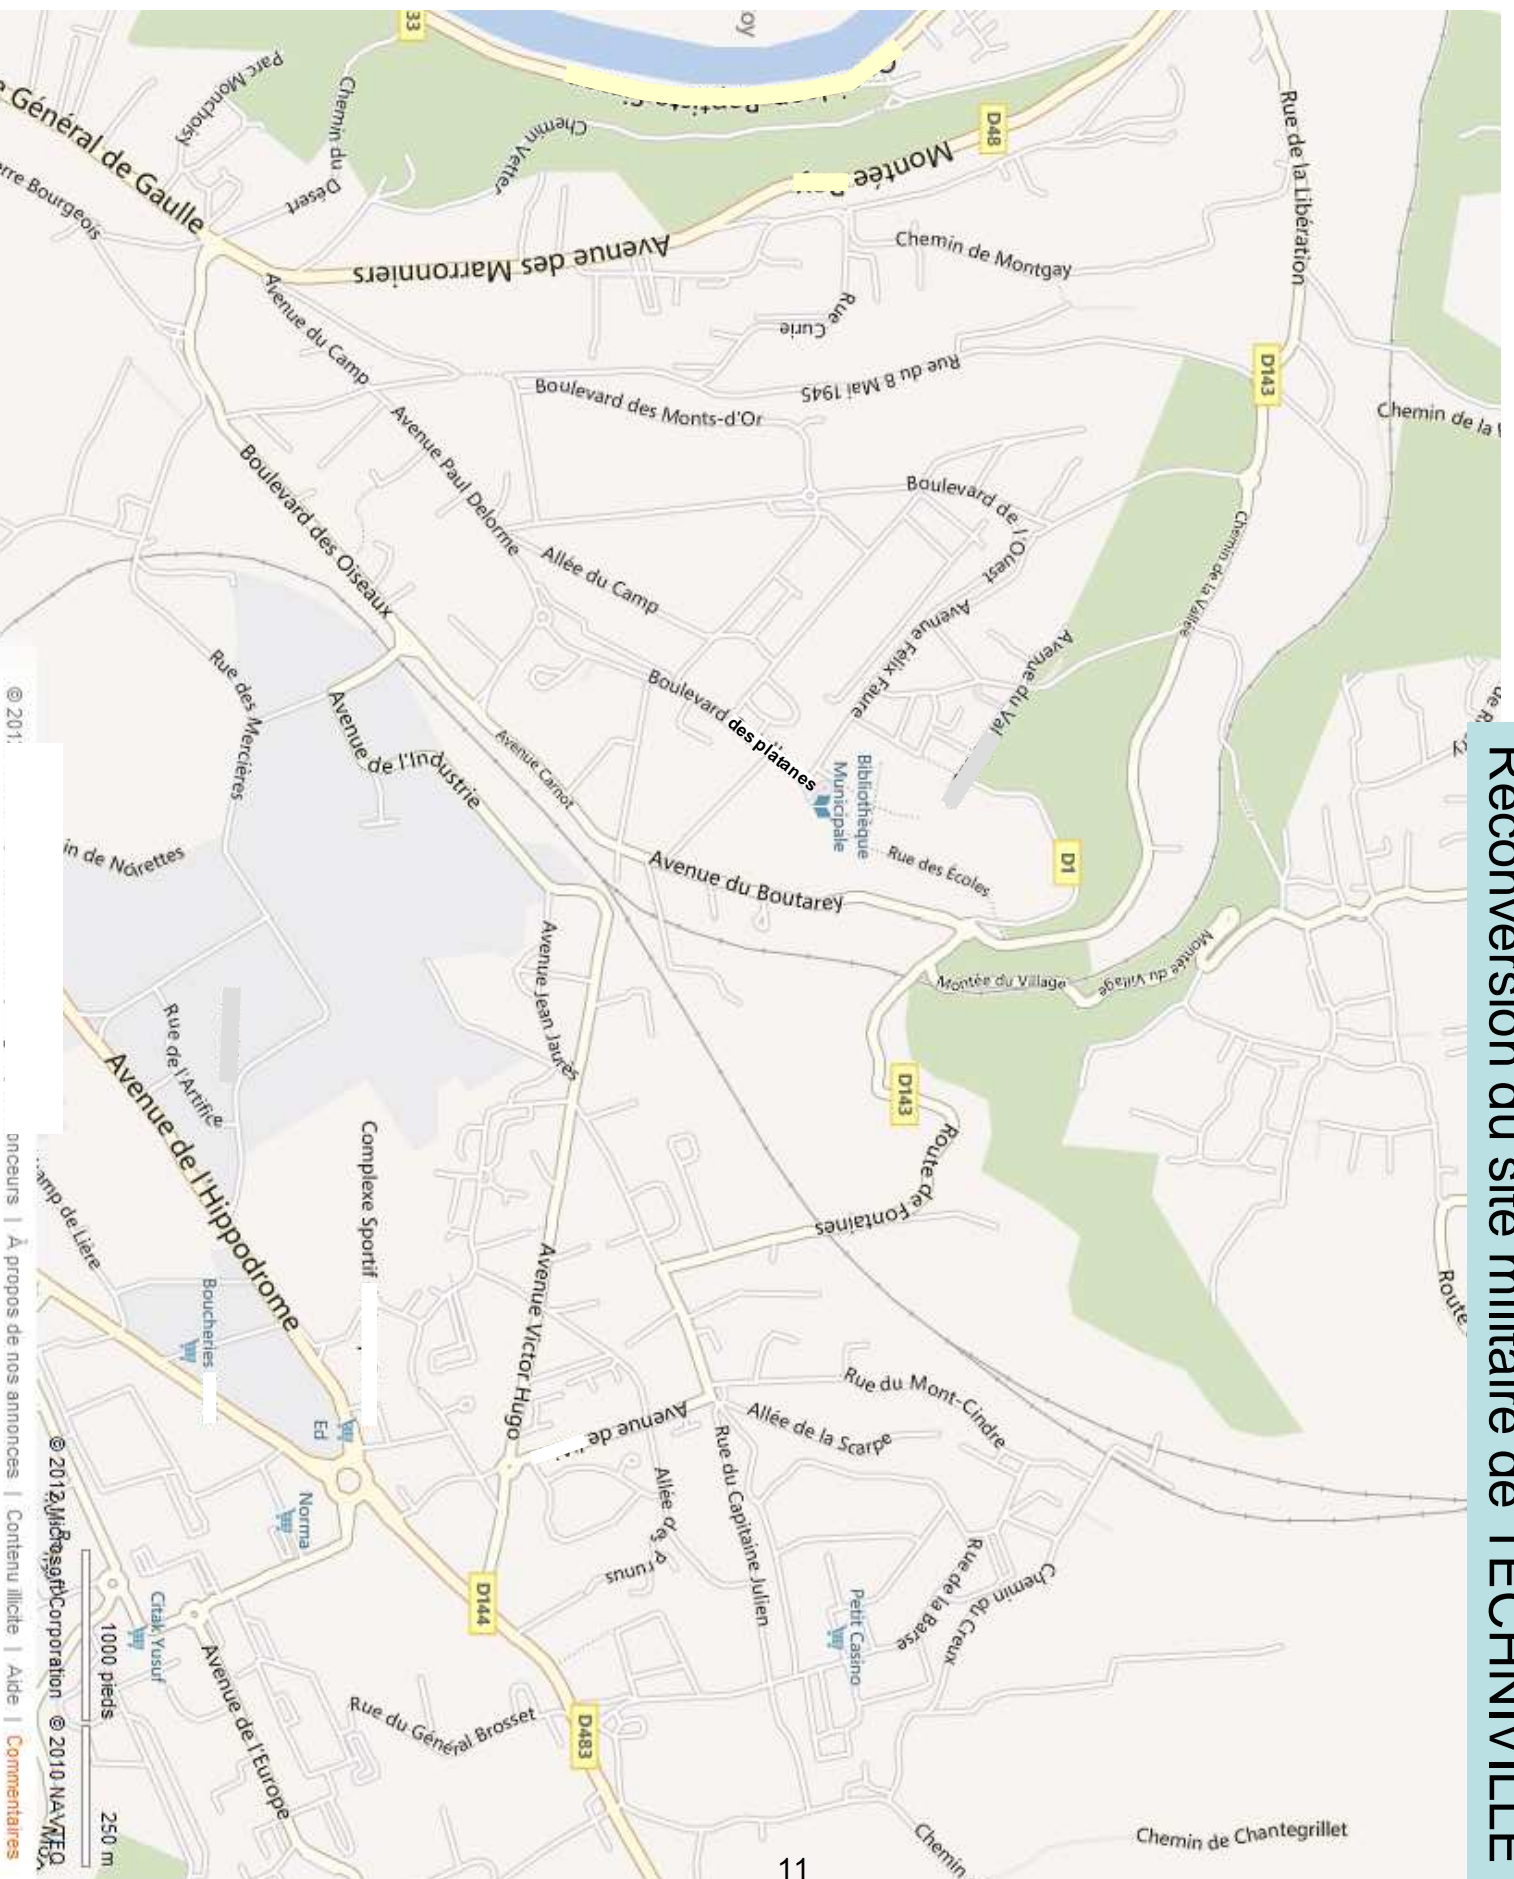 Reconversion du site militaire de TECHNIVILLE
Rue de la Libération
D143
Chemin de la
Chemin de la Vallée
D48
Montée
Chemin de Montgay
Rue Curie
Rue du 8 Mai 1945
Boulevard des Monts-d'Or
Boulevard de l'Ouest
Avenue Félix Faure
Avenue du Val
Avenue des Marronniers
Chemin Vetter
Chemin du Désert
Parc Monchoisy
33
Général de Gaulle
Bourgeois
Avenue du Camp
Avenue Paul Delorme
Allée du Camp
Boulevard des Oiseaux
Boulevard des platanes
Bibliothèque
Municipale
Rue des Écoles
D1
Avenue Carnot
Avenue du Boutarey
Montée du Village
Montée du Village
Avenue de l'Industrie
Rue des Mercières
in de Noirettes
Avenue Jean Jaurès
D143
Route de Fontaines
Route
Rue de l'Artifice
Avenue de l'Hippodrome
Complexe Sportif
Boucheries
Avenue Victor Hugo
Avenue de
Rue du Mont-Cindre
Allée de la Scarpe
Rue du Capitaine Julien
Allée des Prunus
Ed
Norma
D144
Citak Yusuf
Petit Casino
Rue de la Barse
Chemin du Creux
Rue du Général Brosset
D483
Avenue de l'Europe
Chemin
Chemin de Chantegrillet
1000 pieds
250 m
© 2012 Microsoft Corporation © 2010 NAVTEQ
onceurs | À propos de nos annonces | Contenu illicite | Aide | Commentaires
11